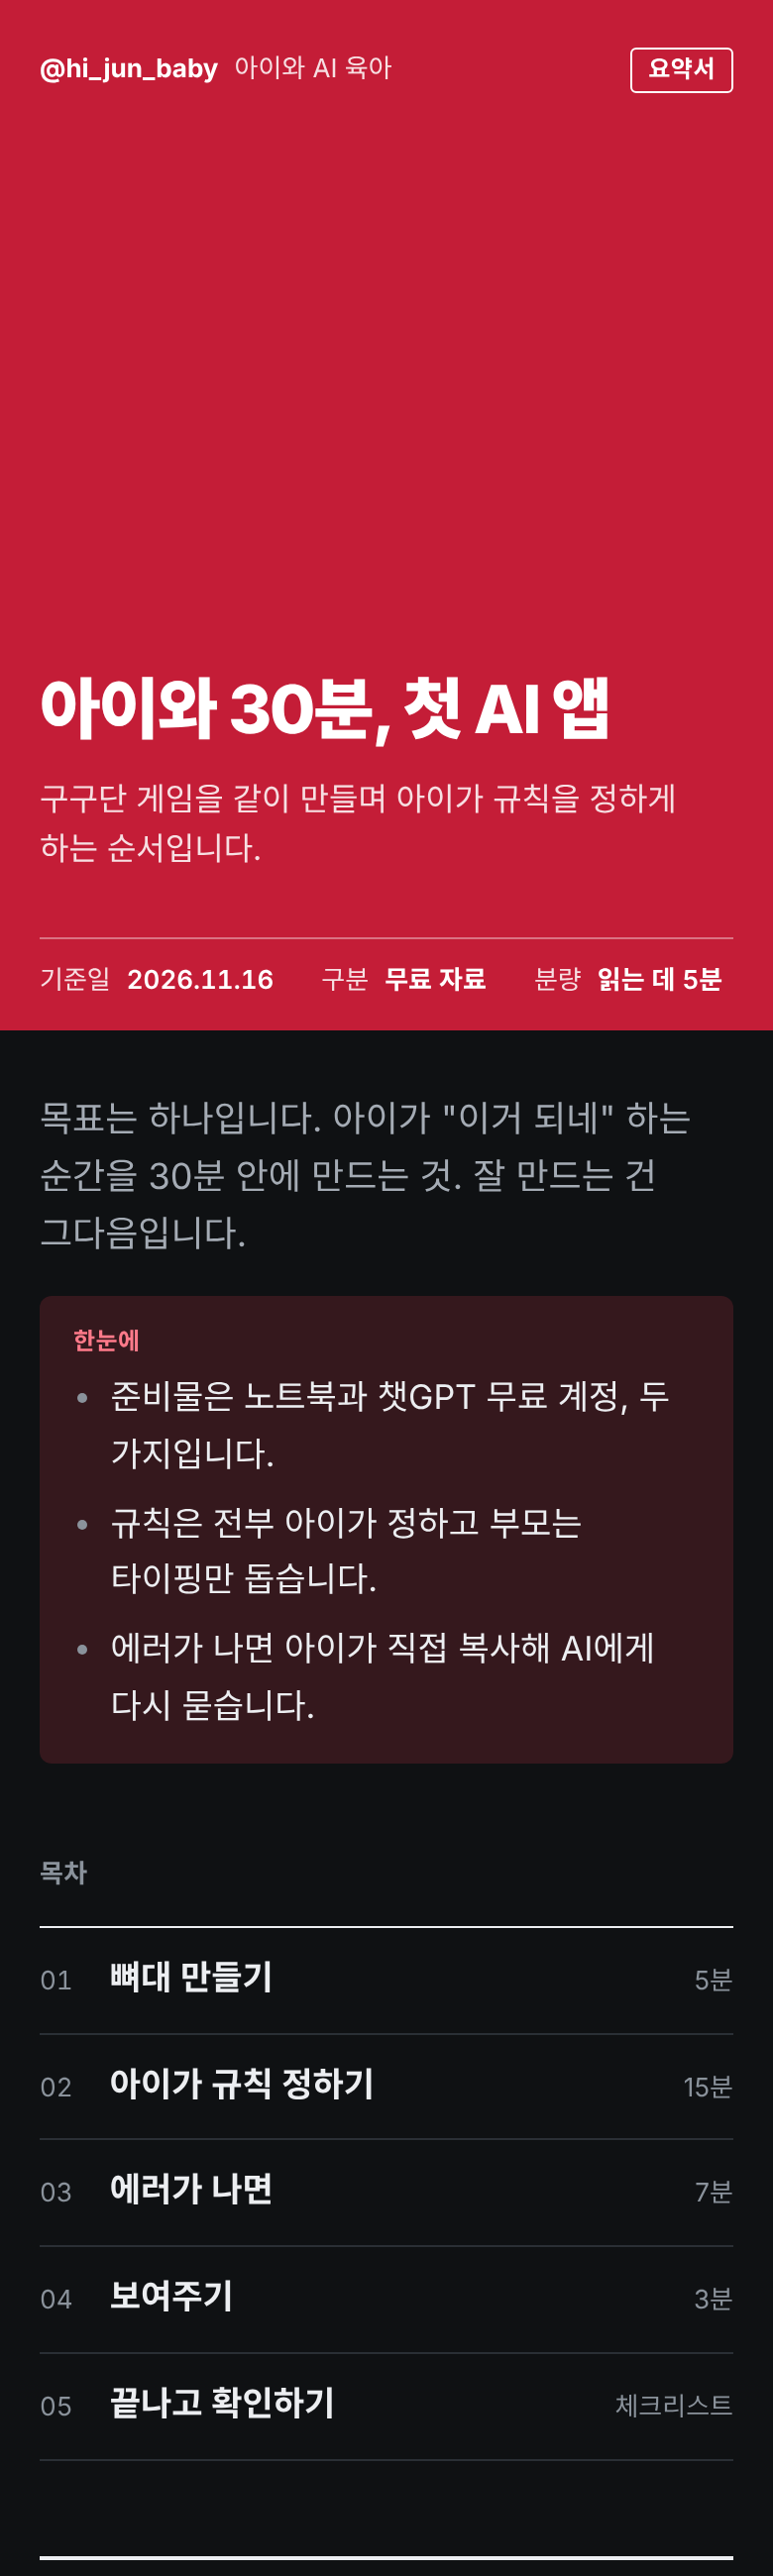 @hi_jun_baby 아이와 AI 육아
요약서
아이와 30분, 첫 AI 앱
구구단 게임을 같이 만들며 아이가 규칙을 정하게
하는 순서입니다.
기준일 2026.11.16 구분 무료 자료 분량 읽는 데 5분
목표는 하나입니다. 아이가 "이거 되네" 하는
순간을 30분 안에 만드는 것. 잘 만드는 건
그다음입니다.
한눈에
• 준비물은 노트북과 챗GPT 무료 계정, 두
가지입니다.
• 규칙은 전부 아이가 정하고 부모는
타이핑만 돕습니다.
• 에러가 나면 아이가 직접 복사해 AI에게
다시 묻습니다.
목차
01 뼈대 만들기 5분
02 아이가 규칙 정하기 15분
03 에러가 나면 7분
04 보여주기 3분
05 끝나고 확인하기 체크리스트